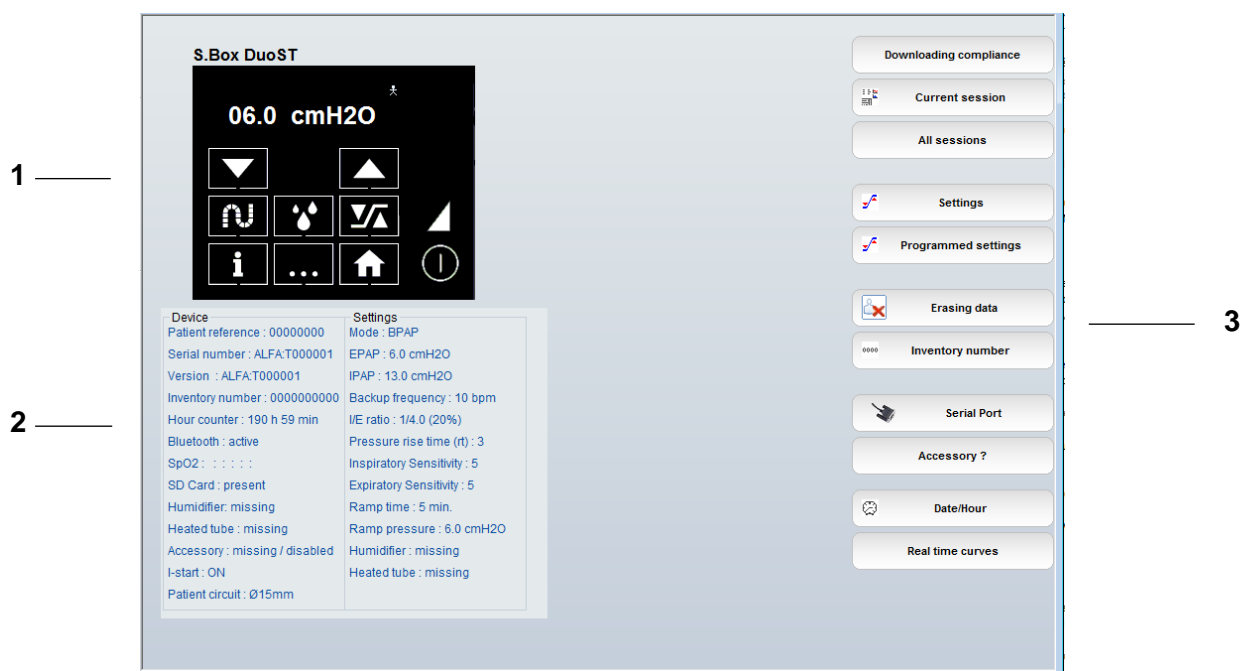 S.Box DuoST
06.0 cmH2O
i
...
1
Device
Patient reference : 00000000
Serial number : ALFA:T000001
Version : ALFA:T000001
Inventory number : 0000000000
Hour counter : 190 h 59 min
Bluetooth : active
SpO2 : : : : : :
SD Card : present
Humidifier: missing
Heated tube : missing
Accessory : missing / disabled
I-start : ON
Patient circuit : Ø15mm
Settings
Mode : BPAP
EPAP : 6.0 cmH2O
IPAP : 13.0 cmH2O
Backup frequency : 10 bpm
I/E ratio : 1/4.0 (20%)
Pressure rise time (rt) : 3
Inspiratory Sensitivity : 5
Expiratory Sensitivity : 5
Ramp time : 5 min.
Ramp pressure : 6.0 cmH2O
Humidifier : missing
Heated tube : missing
2
Downloading compliance
Current session
All sessions
Settings
Programmed settings
Erasing data
0000 Inventory number
Serial Port
Accessory ?
Date/Hour
Real time curves
3